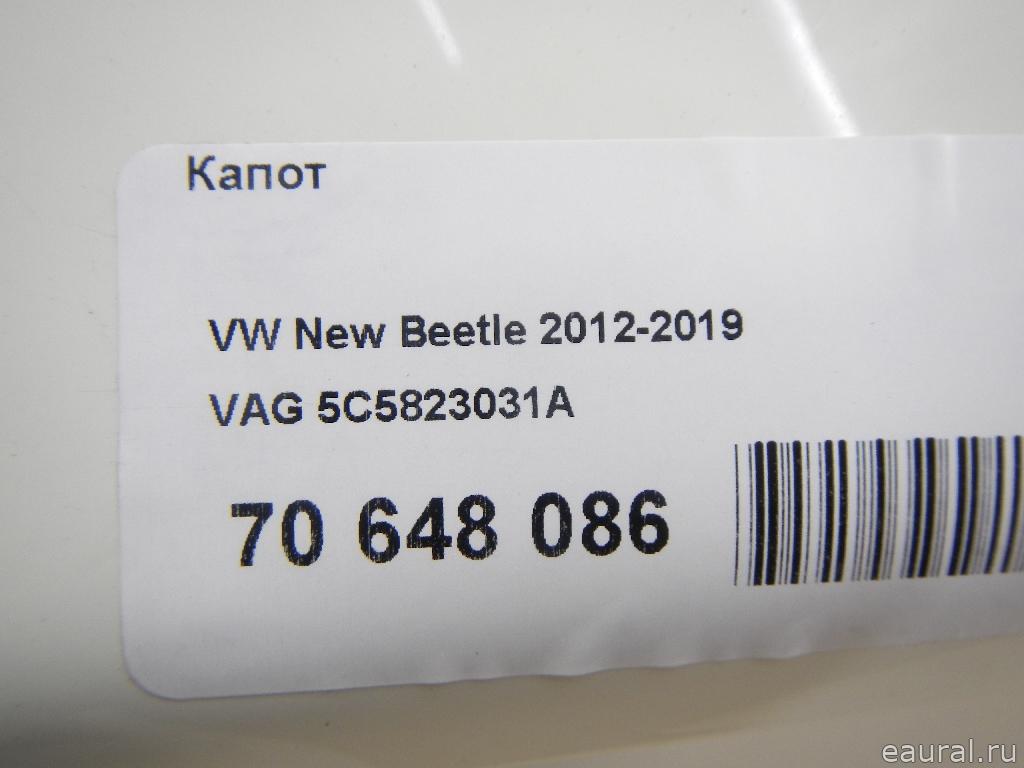 Капот
VW New Beetle 2012-2019
VAG 5C5823031A
70 648 086
eaural.ru